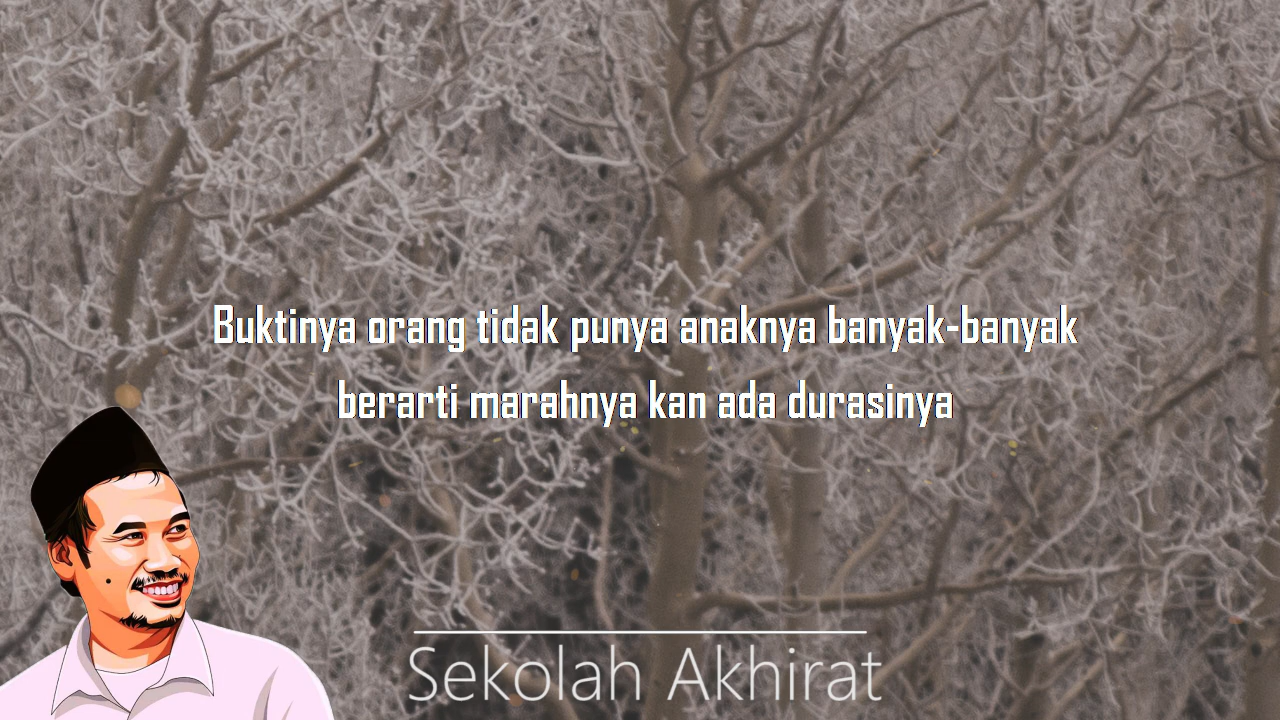 Buktinya orang tidak punya anaknya banyak-banyak
berarti marahnya kan ada durasinya
Sekolah Akhirat